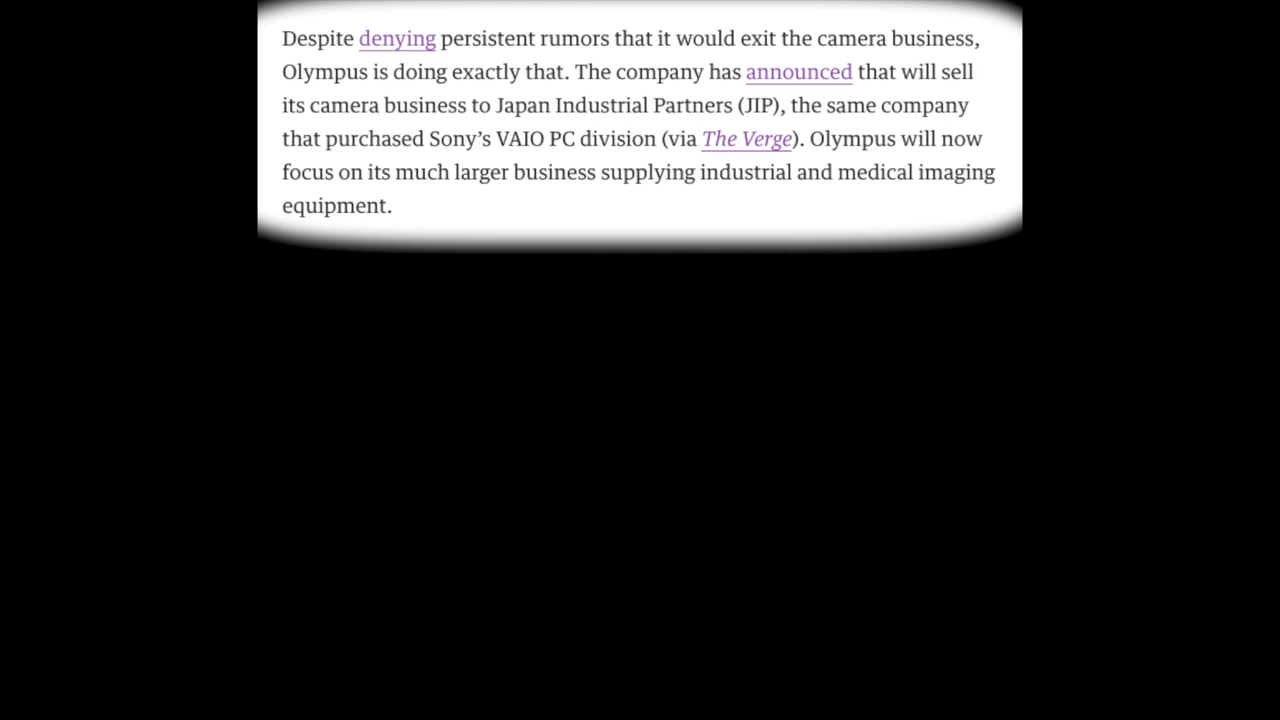 Despite denying persistent rumors that it would exit the camera business,
Olympus is doing exactly that. The company has announced that will sell
its camera business to Japan Industrial Partners (JIP), the same company
that purchased Sony’s VAIO PC division (via The Verge). Olympus will now
focus on its much larger business supplying industrial and medical imaging
equipment.